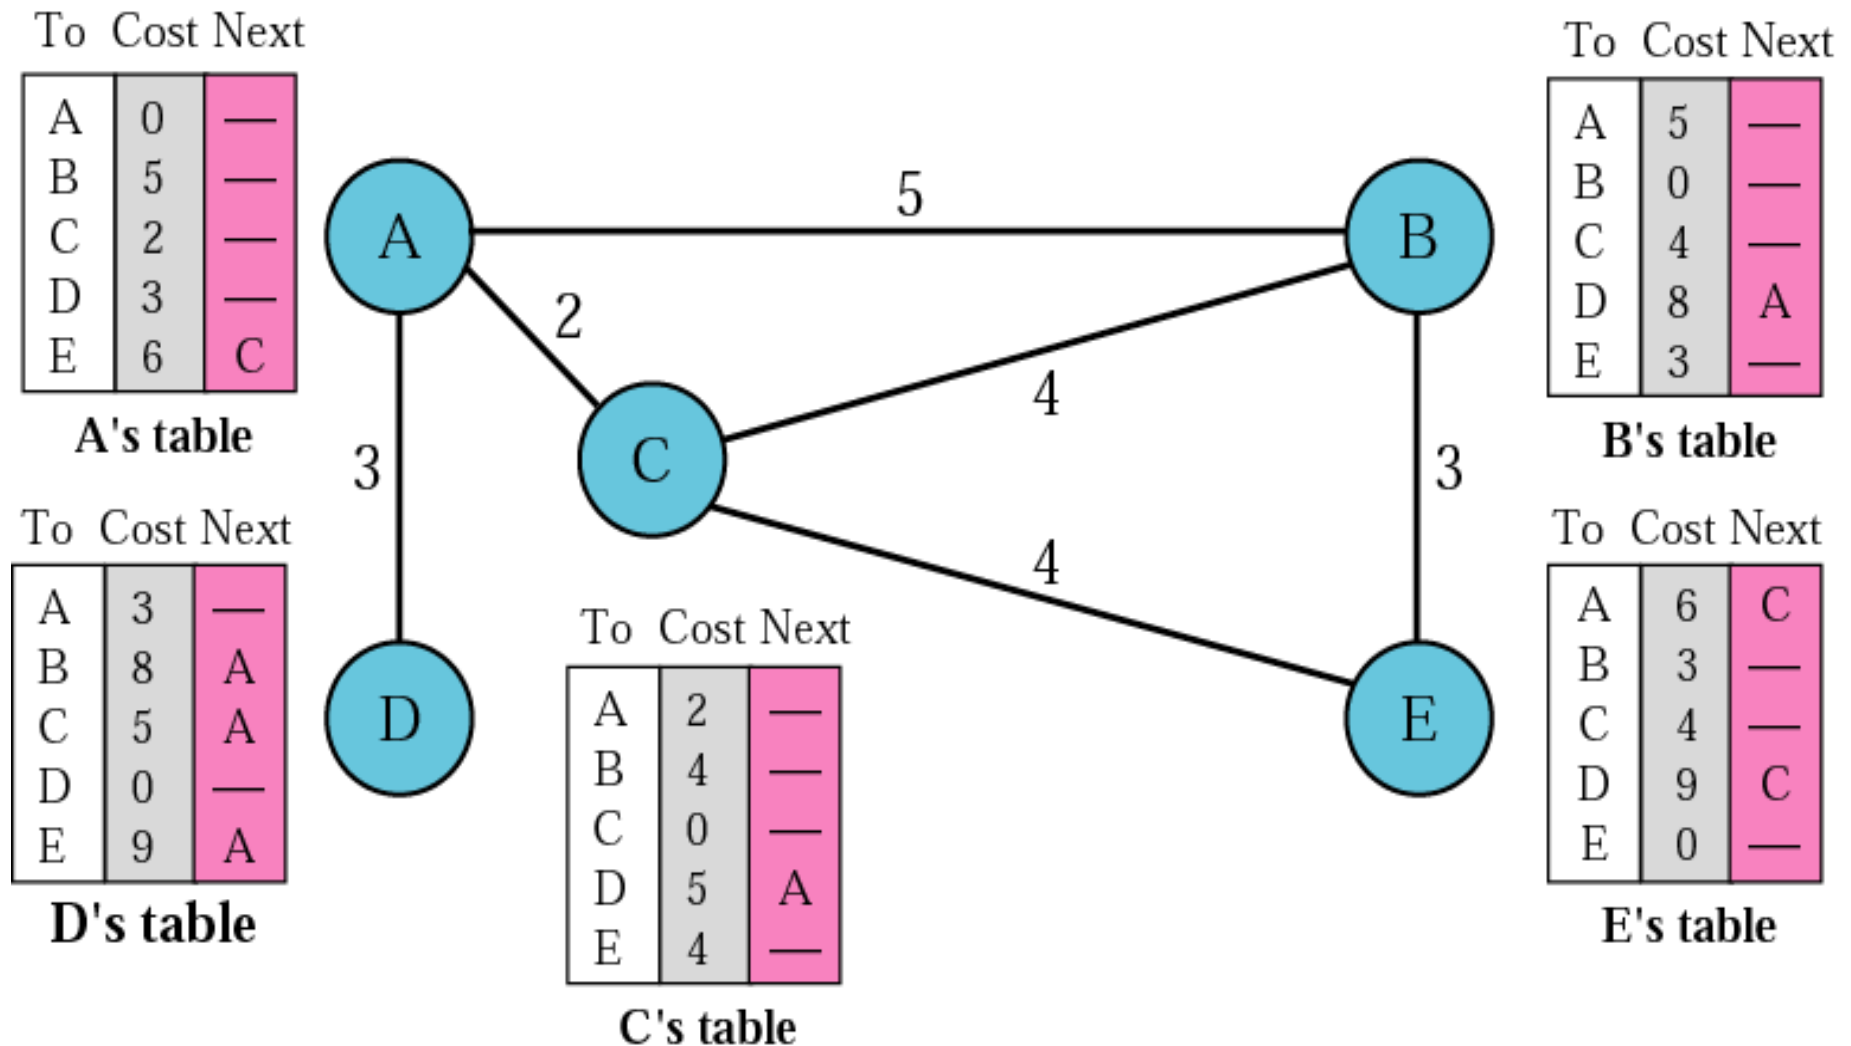 To Cost Next
A 0 —
B 5 —
C 2 —
D 3 —
E 6 C
A's table
To Cost Next
A 5 —
B 0 —
C 4 —
D 8 A
E 3 —
B's table
A
5
B
2
C
4
3
3
4
D
E
To Cost Next
A 3 —
B 8 A
C 5 A
D 0 —
E 9 A
D's table
To Cost Next
A 2 —
B 4 —
C 0 —
D 5 A
E 4 —
C's table
To Cost Next
A 6 C
B 3 —
C 4 —
D 9 C
E 0 —
E's table